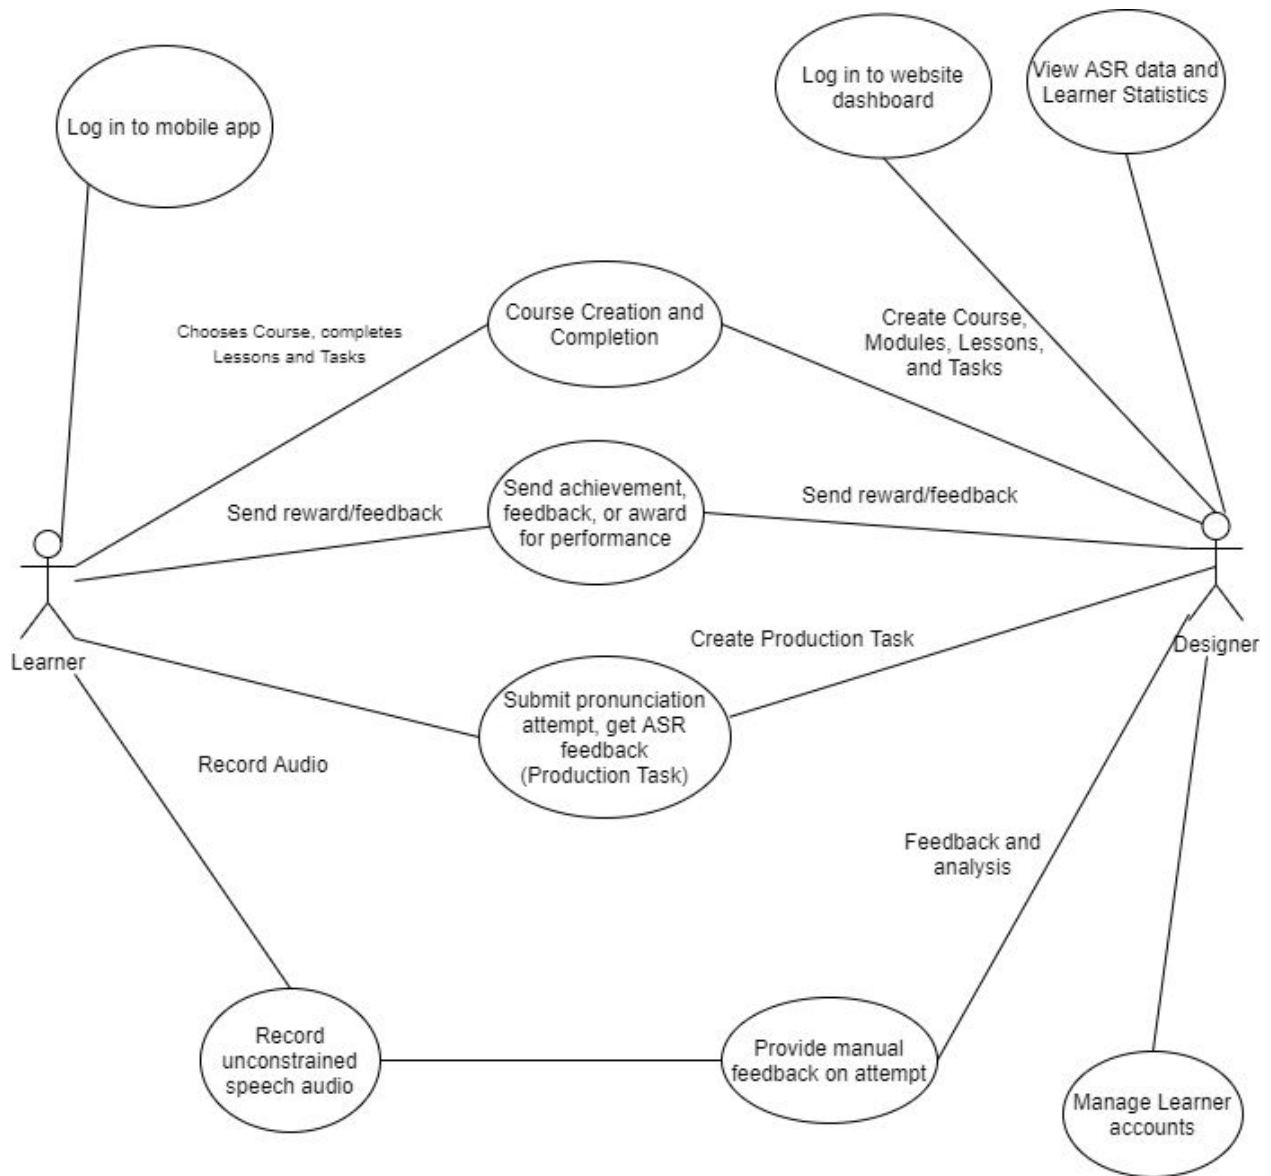 Log in to mobile app
Log in to website
dashboard
View ASR data and
Learner Statistics
Chooses Course, completes
Lessons and Tasks
Course Creation and
Completion
Create Course,
Modules, Lessons,
and Tasks
Send reward/feedback
Send achievement,
feedback, or award
for performance
Send reward/feedback
Learner
Designer
Create Production Task
Submit pronunciation
attempt, get ASR
feedback
(Production Task)
Record Audio
Feedback and
analysis
Record
unconstrained
speech audio
Provide manual
feedback on attempt
Manage Learner
accounts